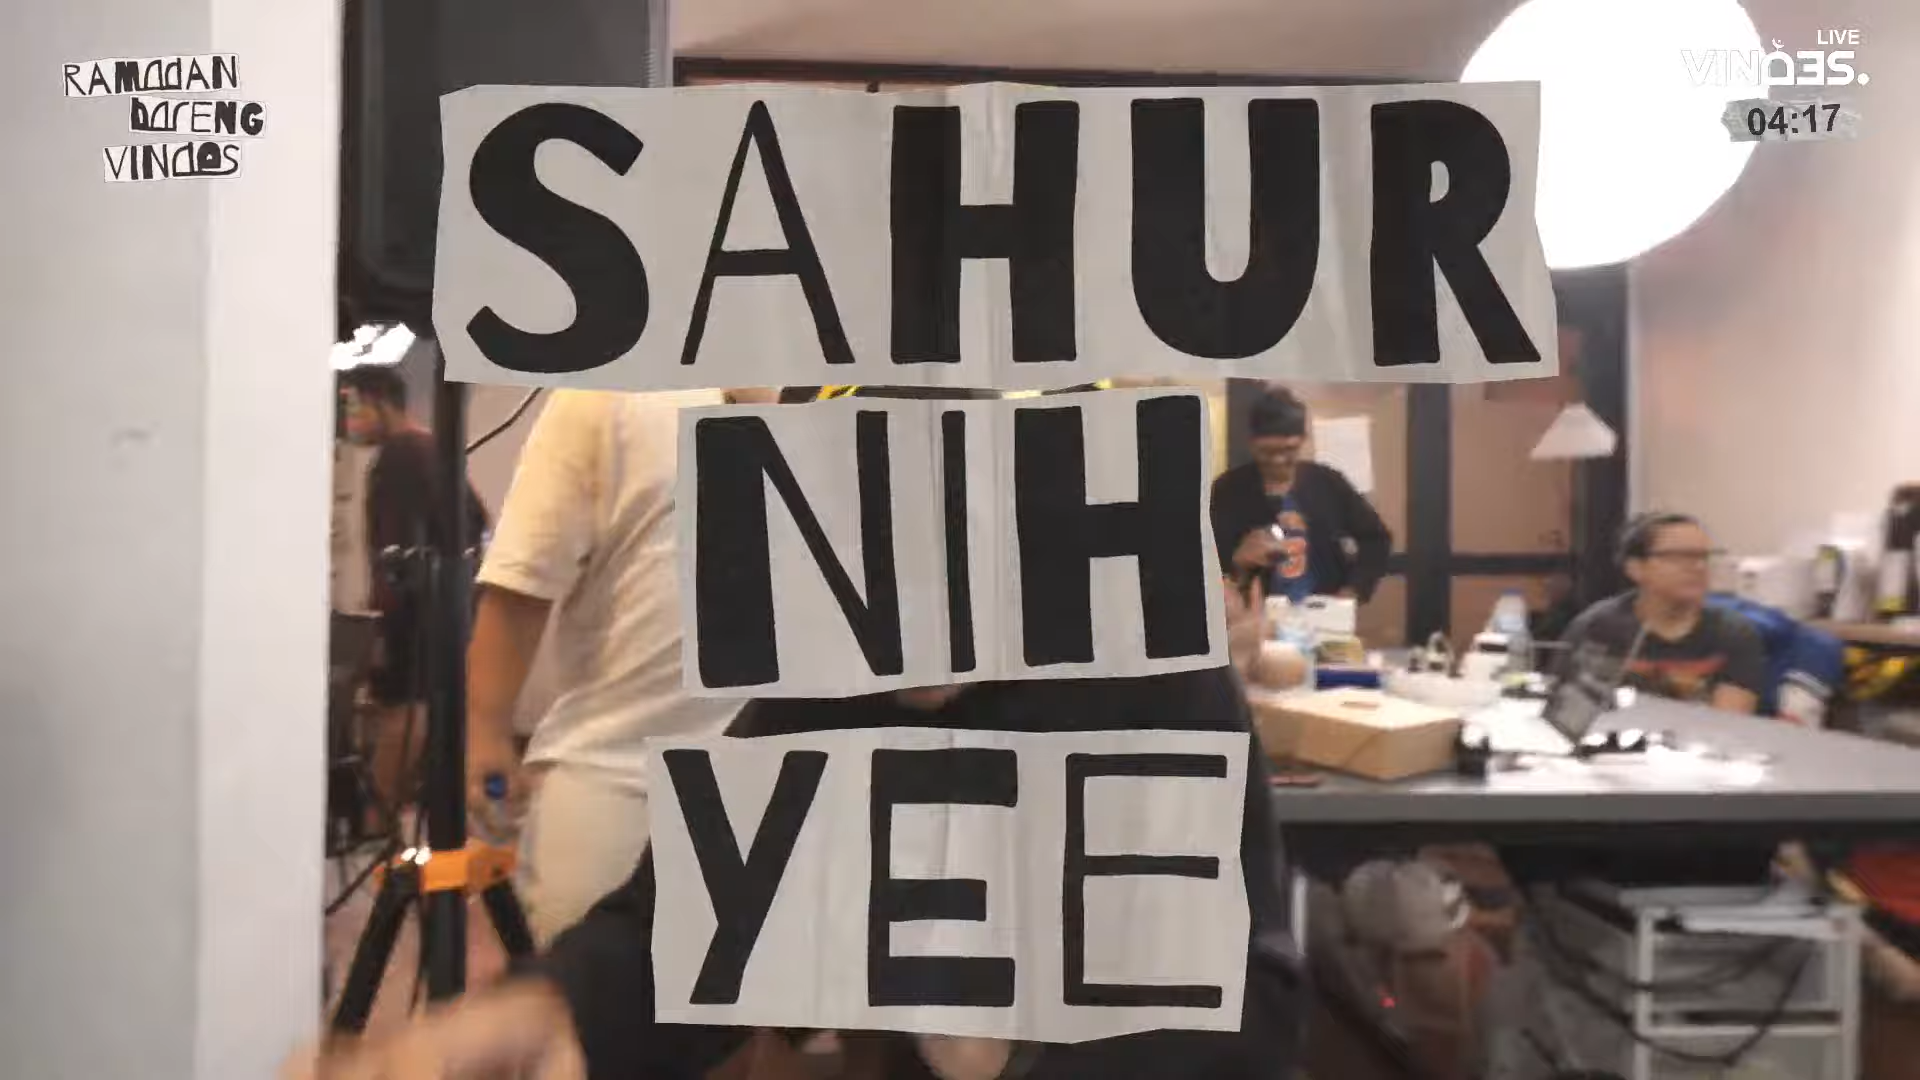 RAMADAN
BARENG
VINDES
LIVE
VINDES.
04:17
SAHUR
NIH
YEE